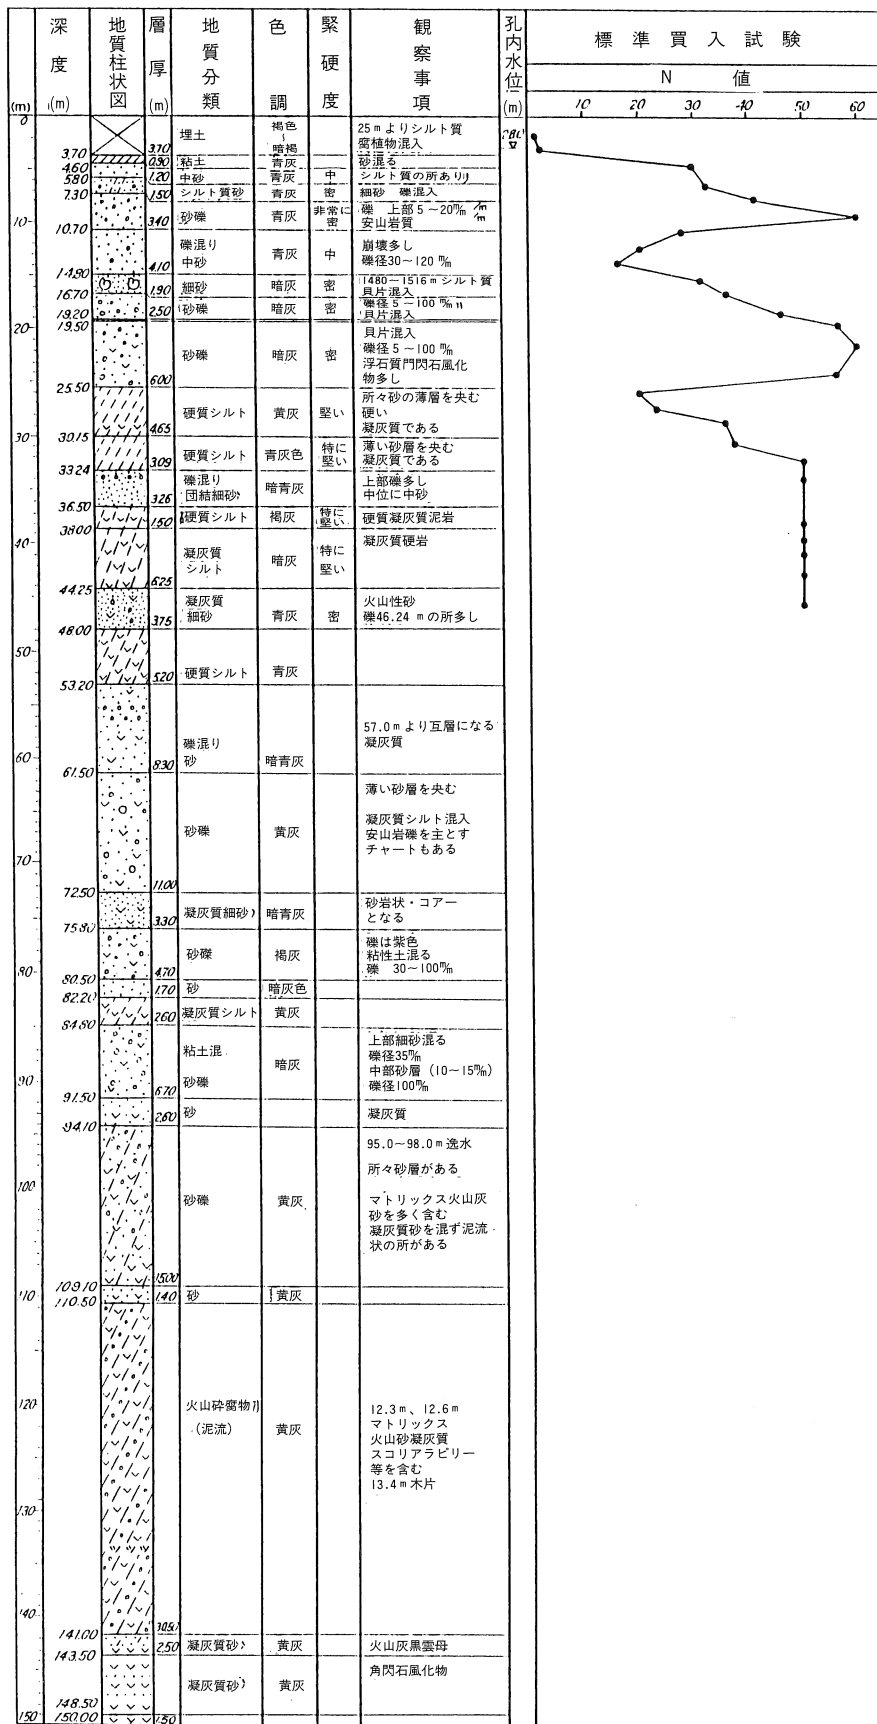 深度 (m)
地質柱状図
層厚 (m)
地質分類
色調
緊硬度
観察事項
孔内水位 (m)
標準貫入試験
N 値
(m)
10 20 30 40 50 60
0
3.70 3.70 埋土 褐色～暗褐 25mよりシルト質
腐植物混入
4.60 0.90 粘土 青灰 砂混る
5.80 1.20 中砂 青灰 中 シルト質の所あり
7.30 1.50 シルト質砂 青灰 密 細砂 礫混入
10
10.70 3.40 砂礫 青灰 非常に密 礫 上部5～20m/m
安山岩質
14.80 4.10 礫混り中砂 青灰 中 崩壊多し
礫径30～120m/m
16.70 1.90 細砂 暗灰 密 1480～1516mシルト質
貝片混入
19.20 2.50 砂礫 暗灰 密 礫径5～100m/m
貝片混入
19.50
20
貝片混入
25.50 6.00 砂礫 暗灰 密 礫径5～100m/m
浮石質門閃石風化
物多し
30.15 4.65 硬質シルト 黄灰 堅い 所々砂の薄層を央む
硬い
凝灰質である
30
33.24 3.09 硬質シルト 青灰色 特に堅い 薄い砂層を央む
凝灰質である
36.50 3.26 礫混り団結細砂 暗青灰 上部礫多し
中位に中砂
38.00 1.50 硬質シルト 褐灰 特に堅い 硬質凝灰質泥岩
40
44.25 6.25 凝灰質シルト 暗灰 特に堅い 凝灰質硬岩
48.00 3.75 凝灰質細砂 青灰 密 火山性砂
礫46.24mの所多し
50
53.20 5.20 硬質シルト 青灰
60
61.50 8.30 礫混り砂 暗青灰 57.0mより互層になる
凝灰質
70
72.50 11.00 砂礫 黄灰 薄い砂層を央む
凝灰質シルト混入
安山岩礫を主とす
チャートもある
75.80 3.30 凝灰質細砂 暗青灰 砂岩状・コアー
となる
80
80.50 4.70 砂礫 褐灰 礫は紫色
粘性土混る
礫 30～100m/m
82.20 1.70 砂 暗灰色
84.80 2.60 凝灰質シルト 黄灰
90
91.50 6.70 粘土混砂礫 暗灰 上部細砂混る
礫径35m/m
中部砂層(10～15m/m)
礫径100m/m
94.10 2.60 砂 凝灰質
100
109.10 15.00 砂礫 黄灰 95.0～98.0m逸水
所々砂層がある
マトリックス火山灰
砂を多く含む
凝灰質砂を混ず泥流
状の所がある
110
110.50 1.40 砂 黄灰
120
火山砕屑物
(泥流) 黄灰 12.3m、12.6m
マトリックス
火山砂凝灰質
スコリアラピリー
等を含む
13.4m木片
130
140
141.00 30.50
143.50 2.50 凝灰質砂 黄灰 火山灰黒雲母
凝灰質砂 黄灰 角閃石風化物
148.50
150 150.00 1.50